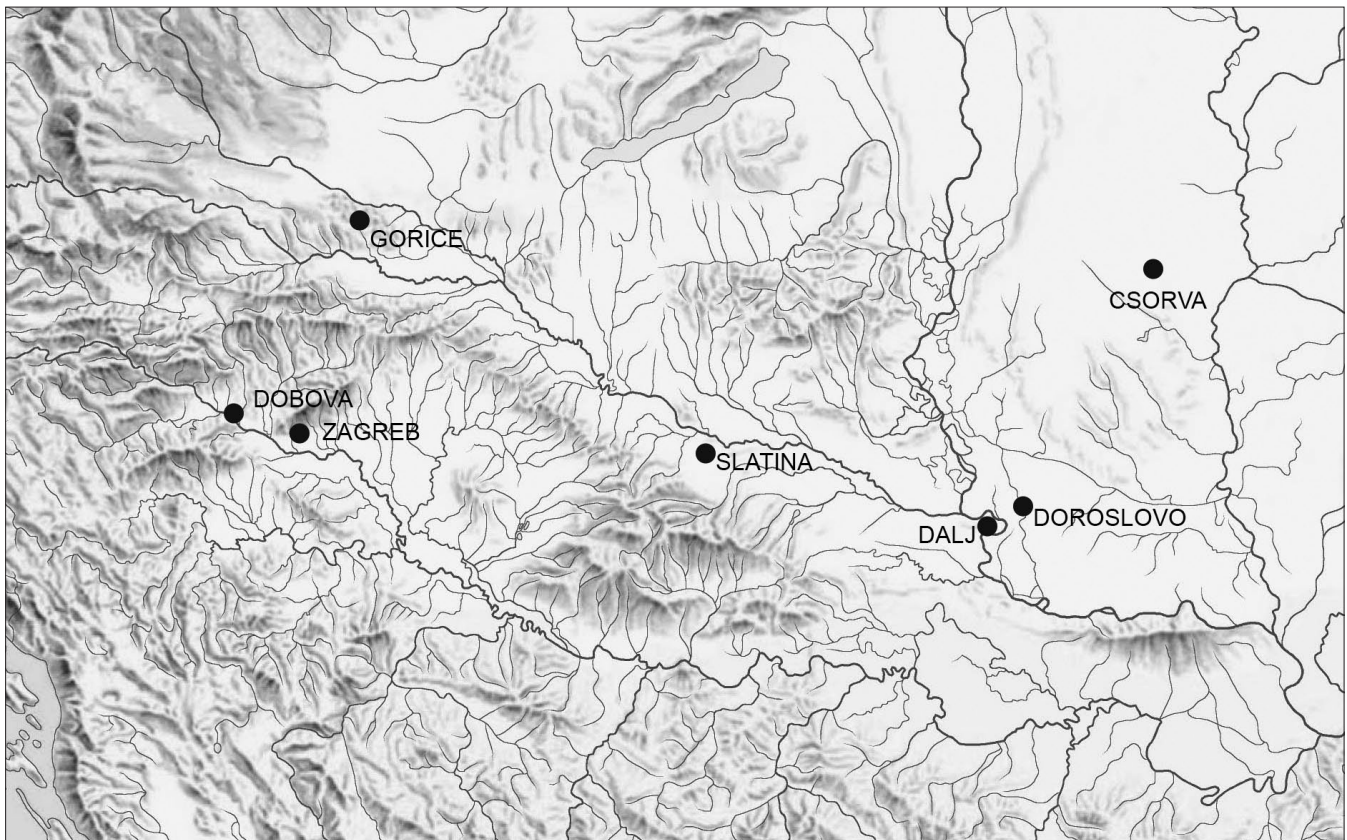 GORICE
CSORVA
DOBOVA
ZAGREB
SLATINA
DOROSLOVO
DALJ